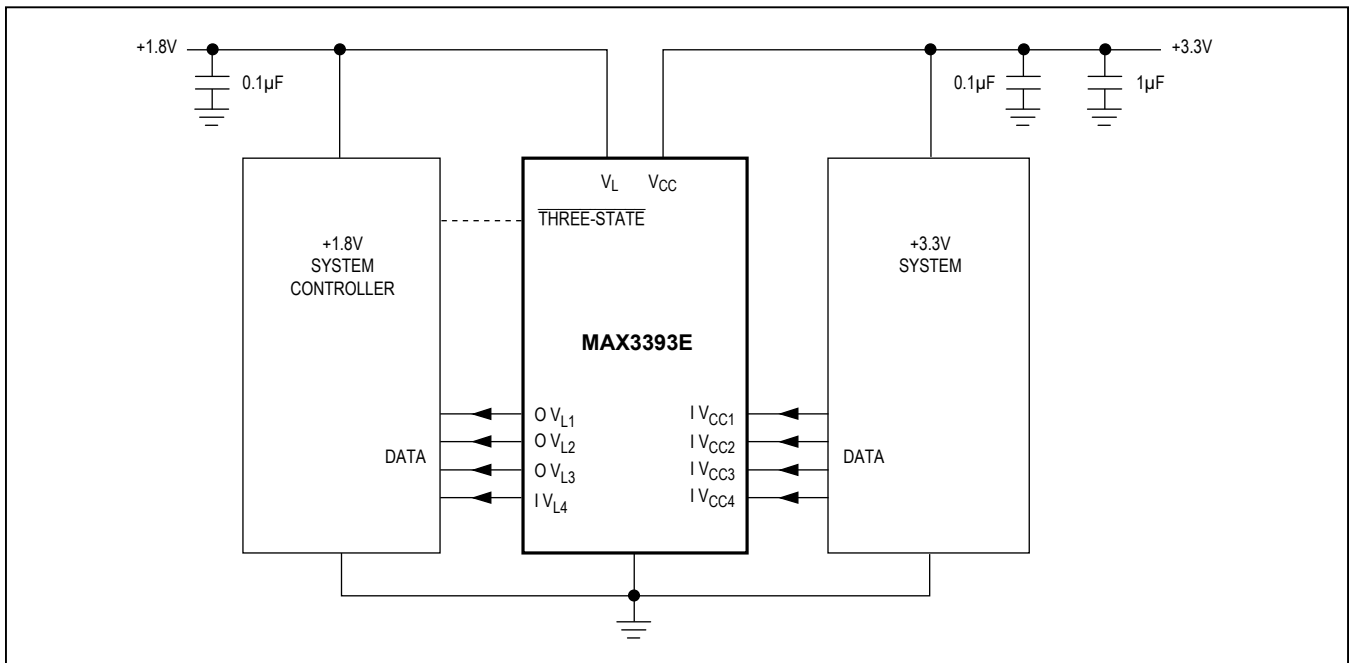 +1.8V
+3.3V
0.1µF
0.1µF
1µF
VL VCC
THREE-STATE
+1.8V
SYSTEM
CONTROLLER
+3.3V
SYSTEM
MAX3393E
DATA
O VL1
O VL2
O VL3
I VL4
I VCC1
I VCC2
I VCC3
I VCC4
DATA